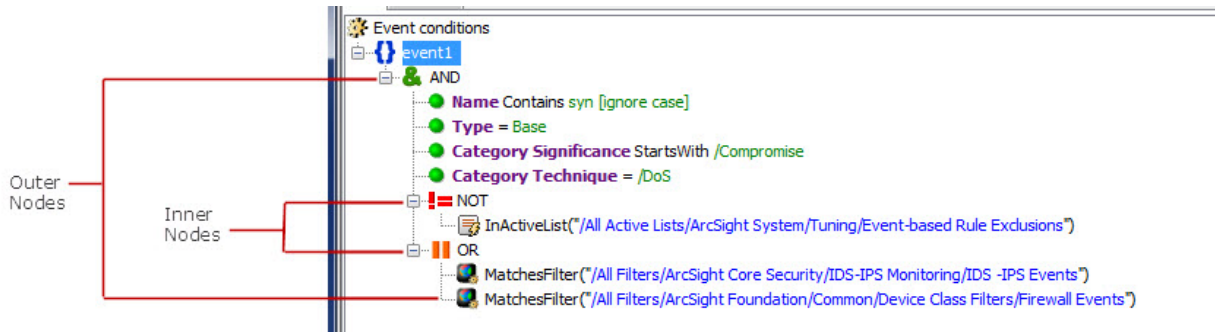 Event conditions
{} event1
& AND
Name Contains syn [ignore case]
Type = Base
Category Significance StartsWith /Compromise
Category Technique = /DoS
Outer
Nodes
Inner
Nodes
!= NOT
InActiveList("/All Active Lists/ArcSight System/Tuning/Event-based Rule Exclusions")
OR
MatchesFilter("/All Filters/ArcSight Core Security/IDS-IPS Monitoring/IDS -IPS Events")
MatchesFilter("/All Filters/ArcSight Foundation/Common/Device Class Filters/Firewall Events")